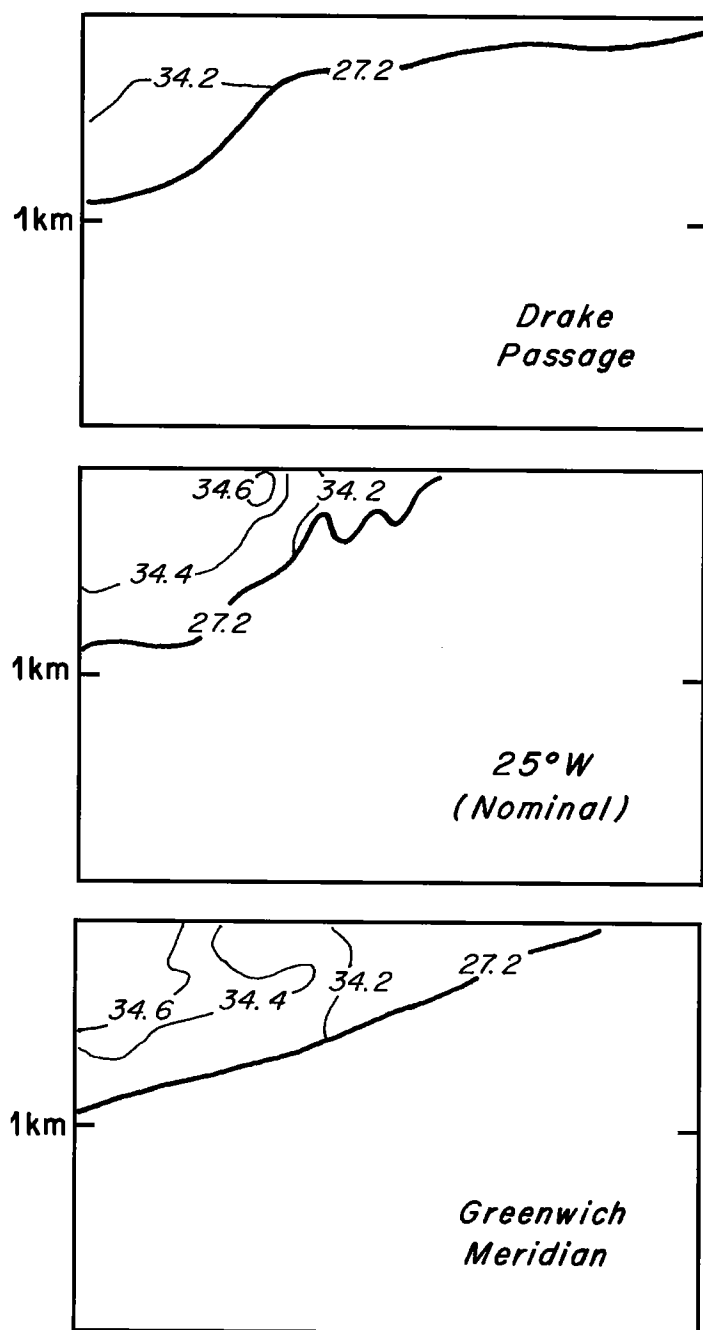 34.2
27.2
1km
Drake
Passage
34.6
34.2
34.4
27.2
1km
25°W
(Nominal)
34.2
27.2
34.4
34.6
1km
Greenwich
Meridian